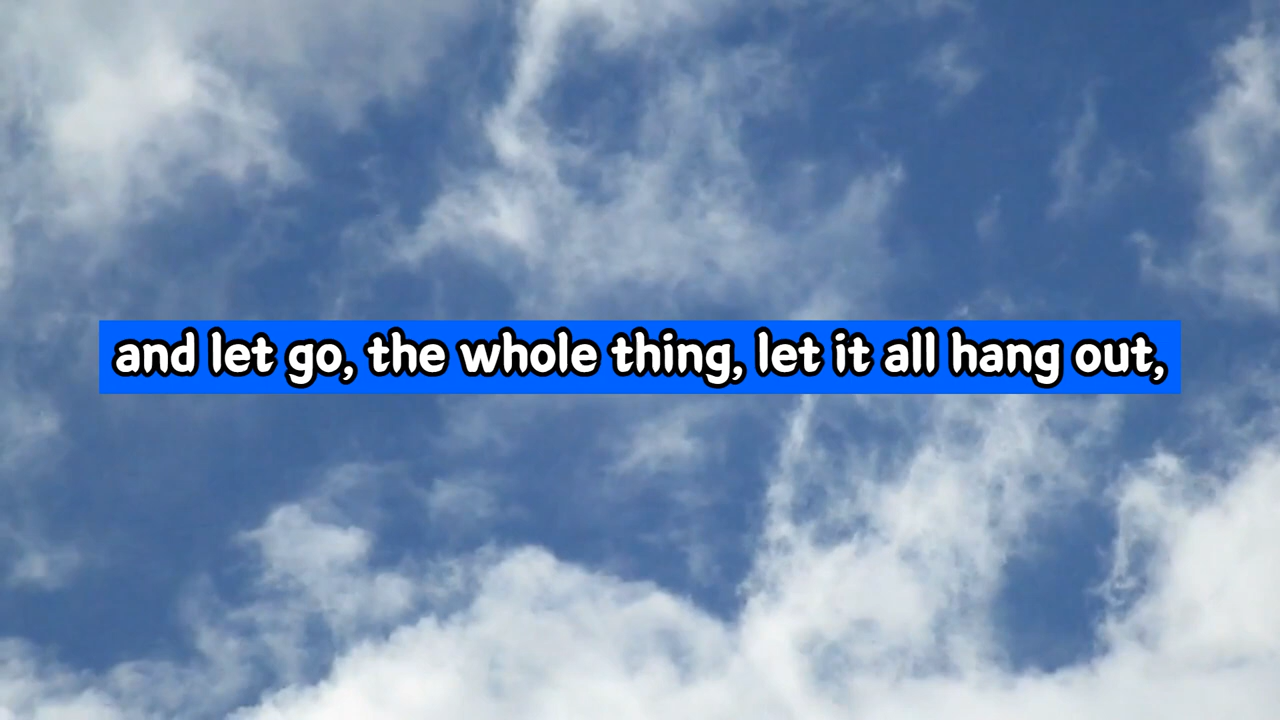 and let go, the whole thing, let it all hang out,